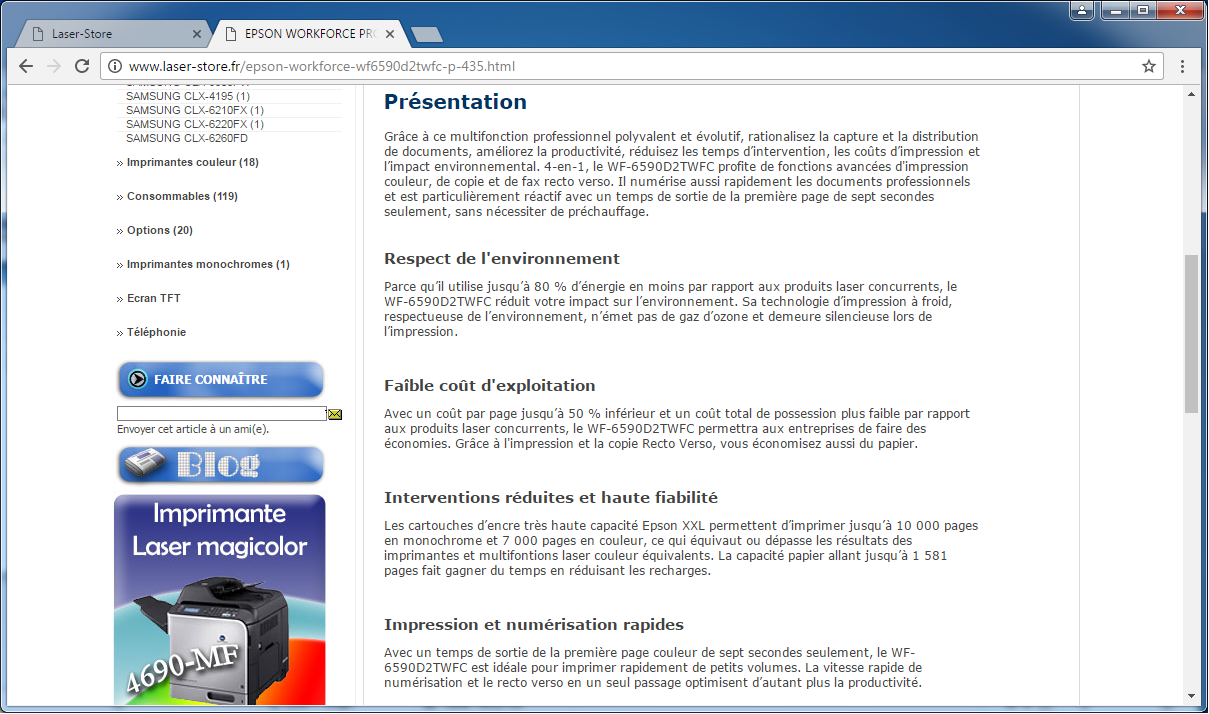 Laser-Store
EPSON WORKFORCE PRO
www.laser-store.fr/epson-workforce-wf6590d2twfc-p-435.html
SAMSUNG CLX-4195 (1)
SAMSUNG CLX-6210FX (1)
SAMSUNG CLX-6220FX (1)
SAMSUNG CLX-6260FD
» Imprimantes couleur (18)
» Consommables (119)
» Options (20)
» Imprimantes monochromes (1)
» Ecran TFT
» Téléphonie
FAIRE CONNAÎTRE
Envoyer cet article à un ami(e).
Blog
Imprimante
Laser magicolor
4690-MF
Présentation
Grâce à ce multifonction professionnel polyvalent et évolutif, rationalisez la capture et la distribution
de documents, améliorez la productivité, réduisez les temps d’intervention, les coûts d’impression et
l’impact environnemental. 4-en-1, le WF-6590D2TWFC profite de fonctions avancées d'impression
couleur, de copie et de fax recto verso. Il numérise aussi rapidement les documents professionnels
et est particulièrement réactif avec un temps de sortie de la première page de sept secondes
seulement, sans nécessiter de préchauffage.
Respect de l'environnement
Parce qu’il utilise jusqu’à 80 % d’énergie en moins par rapport aux produits laser concurrents, le
WF-6590D2TWFC réduit votre impact sur l’environnement. Sa technologie d’impression à froid,
respectueuse de l’environnement, n’émet pas de gaz d’ozone et demeure silencieuse lors de
l’impression.
Faîble coût d'exploitation
Avec un coût par page jusqu’à 50 % inférieur et un coût total de possession plus faible par rapport
aux produits laser concurrents, le WF-6590D2TWFC permettra aux entreprises de faire des
économies. Grâce à l'impression et la copie Recto Verso, vous économisez aussi du papier.
Interventions réduites et haute fiabilité
Les cartouches d’encre très haute capacité Epson XXL permettent d’imprimer jusqu’à 10 000 pages
en monochrome et 7 000 pages en couleur, ce qui équivaut ou dépasse les résultats des
imprimantes et multifontions laser couleur équivalents. La capacité papier allant jusqu’à 1 581
pages fait gagner du temps en réduisant les recharges.
Impression et numérisation rapides
Avec un temps de sortie de la première page couleur de sept secondes seulement, le WF-
6590D2TWFC est idéale pour imprimer rapidement de petits volumes. La vitesse rapide de
numérisation et le recto verso en un seul passage optimisent d’autant plus la productivité.